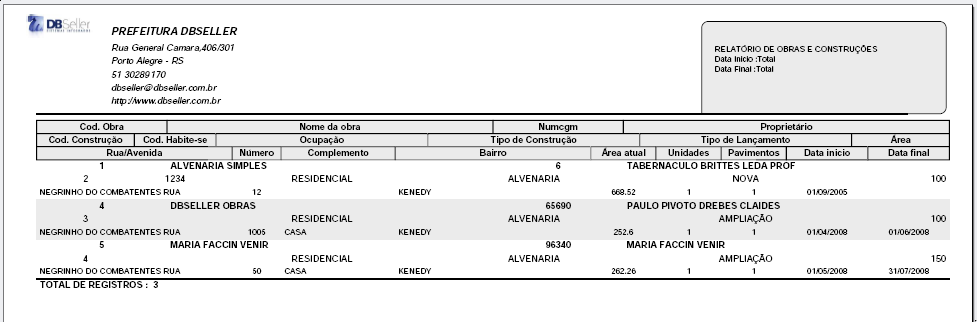 DBSeller
PREFEITURA DBSELLER
Rua General Camara,406/301
Porto Alegre - RS
51 30289170
dbseller@dbseller.com.br
http://www.dbseller.com.br
RELATÓRIO DE OBRAS E CONSTRUÇÕES
Data Início :Total
Data Final :Total
Cod. Obra Nome da obra Numcgm Proprietário
Cod. Construção Cod. Habite-se Ocupação Tipo de Construção Tipo de Lançamento Área
Rua/Avenida Número Complemento Bairro Área atual Unidades Pavimentos Data inicio Data final
1 ALVENARIA SIMPLES 6 TABERNACULO BRITTES LEDA PROF
2 1234 RESIDENCIAL ALVENARIA NOVA 100
NEGRINHO DO COMBATENTES RUA 12 KENEDY 668.52 1 1 01/09/2005
4 DBSELLER OBRAS 65690 PAULO PIVOTO DREBES CLAIDES
3 RESIDENCIAL ALVENARIA AMPLIAÇÃO 100
NEGRINHO DO COMBATENTES RUA 1006 CASA KENEDY 252.6 1 1 01/04/2008 01/06/2008
5 MARIA FACCIN VENIR 96340 MARIA FACCIN VENIR
4 RESIDENCIAL ALVENARIA AMPLIAÇÃO 150
NEGRINHO DO COMBATENTES RUA 50 CASA KENEDY 262.26 1 1 01/05/2008 31/07/2008
TOTAL DE REGISTROS : 3